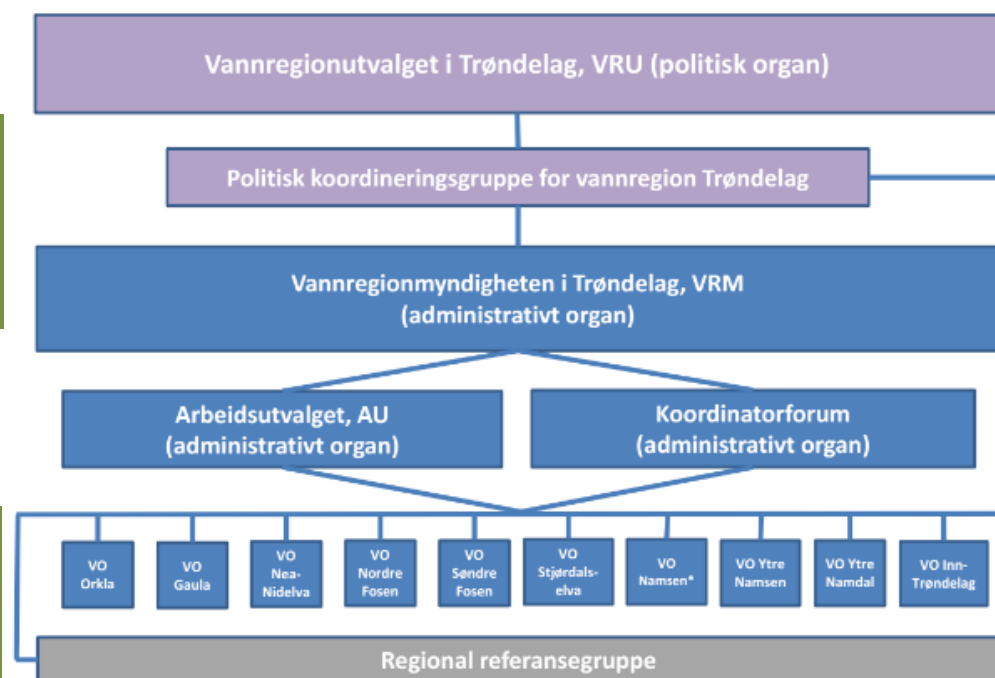 Vannregionutvalget i Trøndelag, VRU (politisk organ)
Politisk koordineringsgruppe for vannregion Trøndelag
Vannregionmyndigheten i Trøndelag, VRM
(administrativt organ)
Arbeidsutvalget, AU
(administrativt organ)
Koordinatorforum
(administrativt organ)
VO
Orkla
VO
Gaula
VO
Nea-
Nidelva
VO
Nordre
Fosen
VO
Søndre
Fosen
VO
Stjørdals-
elva
VO
Namsen*
VO Ytre
Namsen
VO Ytre
Namdal
VO Inn-
Trøndelag
Regional referansegruppe